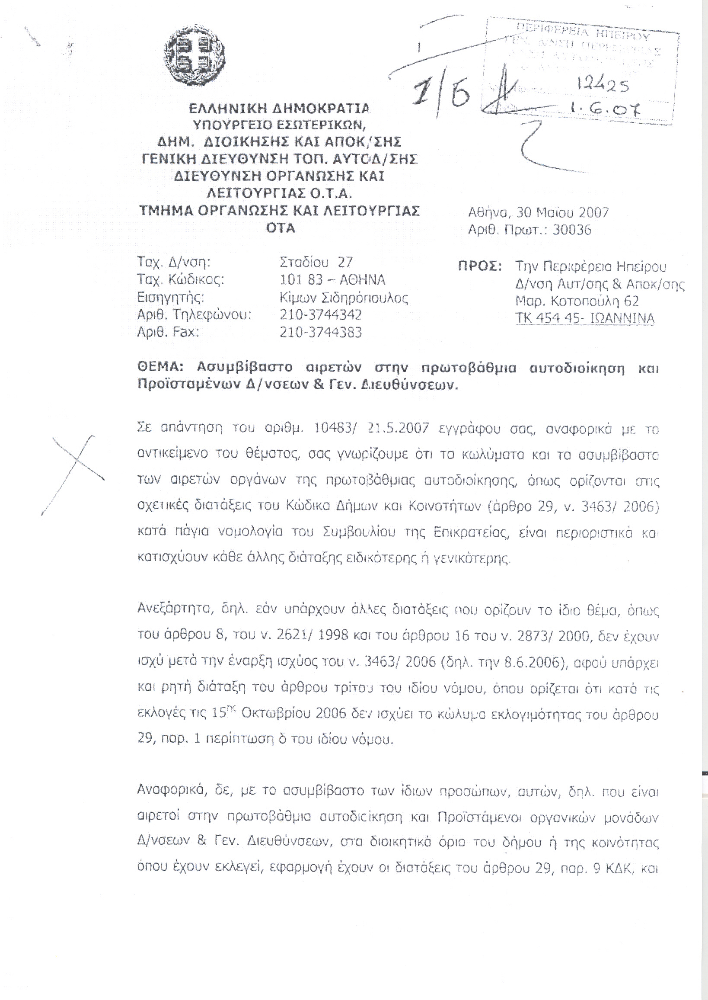 ΠΕΡΙΦΕΡΕΙΑ ΗΠΕΙΡΟΥ
ΓΕΝ. Δ/ΝΣΗ ΠΕΡΙΦΕΡΕΙΑΣ
12425
1.6.07
1/6
ΕΛΛΗΝΙΚΗ ΔΗΜΟΚΡΑΤΙΑ
ΥΠΟΥΡΓΕΙΟ ΕΣΩΤΕΡΙΚΩΝ,
ΔΗΜ. ΔΙΟΙΚΗΣΗΣ ΚΑΙ ΑΠΟΚ/ΣΗΣ
ΓΕΝΙΚΗ ΔΙΕΥΘΥΝΣΗ ΤΟΠ. ΑΥΤΟΔ/ΣΗΣ
ΔΙΕΥΘΥΝΣΗ ΟΡΓΑΝΩΣΗΣ ΚΑΙ
ΛΕΙΤΟΥΡΓΙΑΣ Ο.Τ.Α.
ΤΜΗΜΑ ΟΡΓΑΝΩΣΗΣ ΚΑΙ ΛΕΙΤΟΥΡΓΙΑΣ
ΟΤΑ
Αθήνα, 30 Μαϊου 2007
Αριθ. Πρωτ.: 30036
Ταχ. Δ/νση: Σταδίου 27
Ταχ. Κώδικας: 101 83 – ΑΘΗΝΑ
Εισηγητής: Κίμων Σιδηρόπουλος
Αριθ. Τηλεφώνου: 210-3744342
Αριθ. Fax: 210-3744383
ΠΡΟΣ: Την Περιφέρεια Ηπείρου
Δ/νση Αυτ/σης & Αποκ/σης
Μαρ. Κοτοπούλη 62
ΤΚ 454 45- ΙΩΑΝΝΙΝΑ
ΘΕΜΑ: Ασυμβίβαστο αιρετών στην πρωτοβάθμια αυτοδιοίκηση και
Προϊσταμένων Δ/νσεων & Γεν. Διευθύνσεων.
Σε απάντηση του αριθμ. 10483/ 21.5.2007 εγγράφου σας, αναφορικά με το
αντικείμενο του θέματος, σας γνωρίζουμε ότι τα κωλύματα και τα ασυμβίβαστα
των αιρετών οργάνων της πρωτοβάθμιας αυτοδιοίκησης, όπως ορίζονται στις
σχετικές διατάξεις του Κώδικα Δήμων και Κοινοτήτων (άρθρο 29, ν. 3463/ 2006)
κατά πάγια νομολογία του Συμβουλίου της Επικρατείας, είναι περιοριστικά και
κατισχύουν κάθε άλλης διάταξης ειδικότερης ή γενικότερης.
Ανεξάρτητα, δηλ. εάν υπάρχουν άλλες διατάξεις που ορίζουν το ίδιο θέμα, όπως
του άρθρου 8, του ν. 2621/ 1998 και του άρθρου 16 του ν. 2873/ 2000, δεν έχουν
ισχύ μετά την έναρξη ισχύος του ν. 3463/ 2006 (δηλ. την 8.6.2006), αφού υπάρχει
και ρητή διάταξη του άρθρου τρίτου του ιδίου νόμου, όπου ορίζεται ότι κατά τις
εκλογές τις 15ης Οκτωβρίου 2006 δεν ισχύει το κώλυμα εκλογιμότητας του άρθρου
29, παρ. 1 περίπτωση δ του ιδίου νόμου.
Αναφορικά, δε, με το ασυμβίβαστο των ίδιων προσώπων, αυτών, δηλ. που είναι
αιρετοί στην πρωτοβάθμια αυτοδιοίκηση και Προϊστάμενοι οργανικών μονάδων
Δ/νσεων & Γεν. Διευθύνσεων, στα διοικητικά όρια του δήμου ή της κοινότητας
όπου έχουν εκλεγεί, εφαρμογή έχουν οι διατάξεις του άρθρου 29, παρ. 9 ΚΔΚ, και